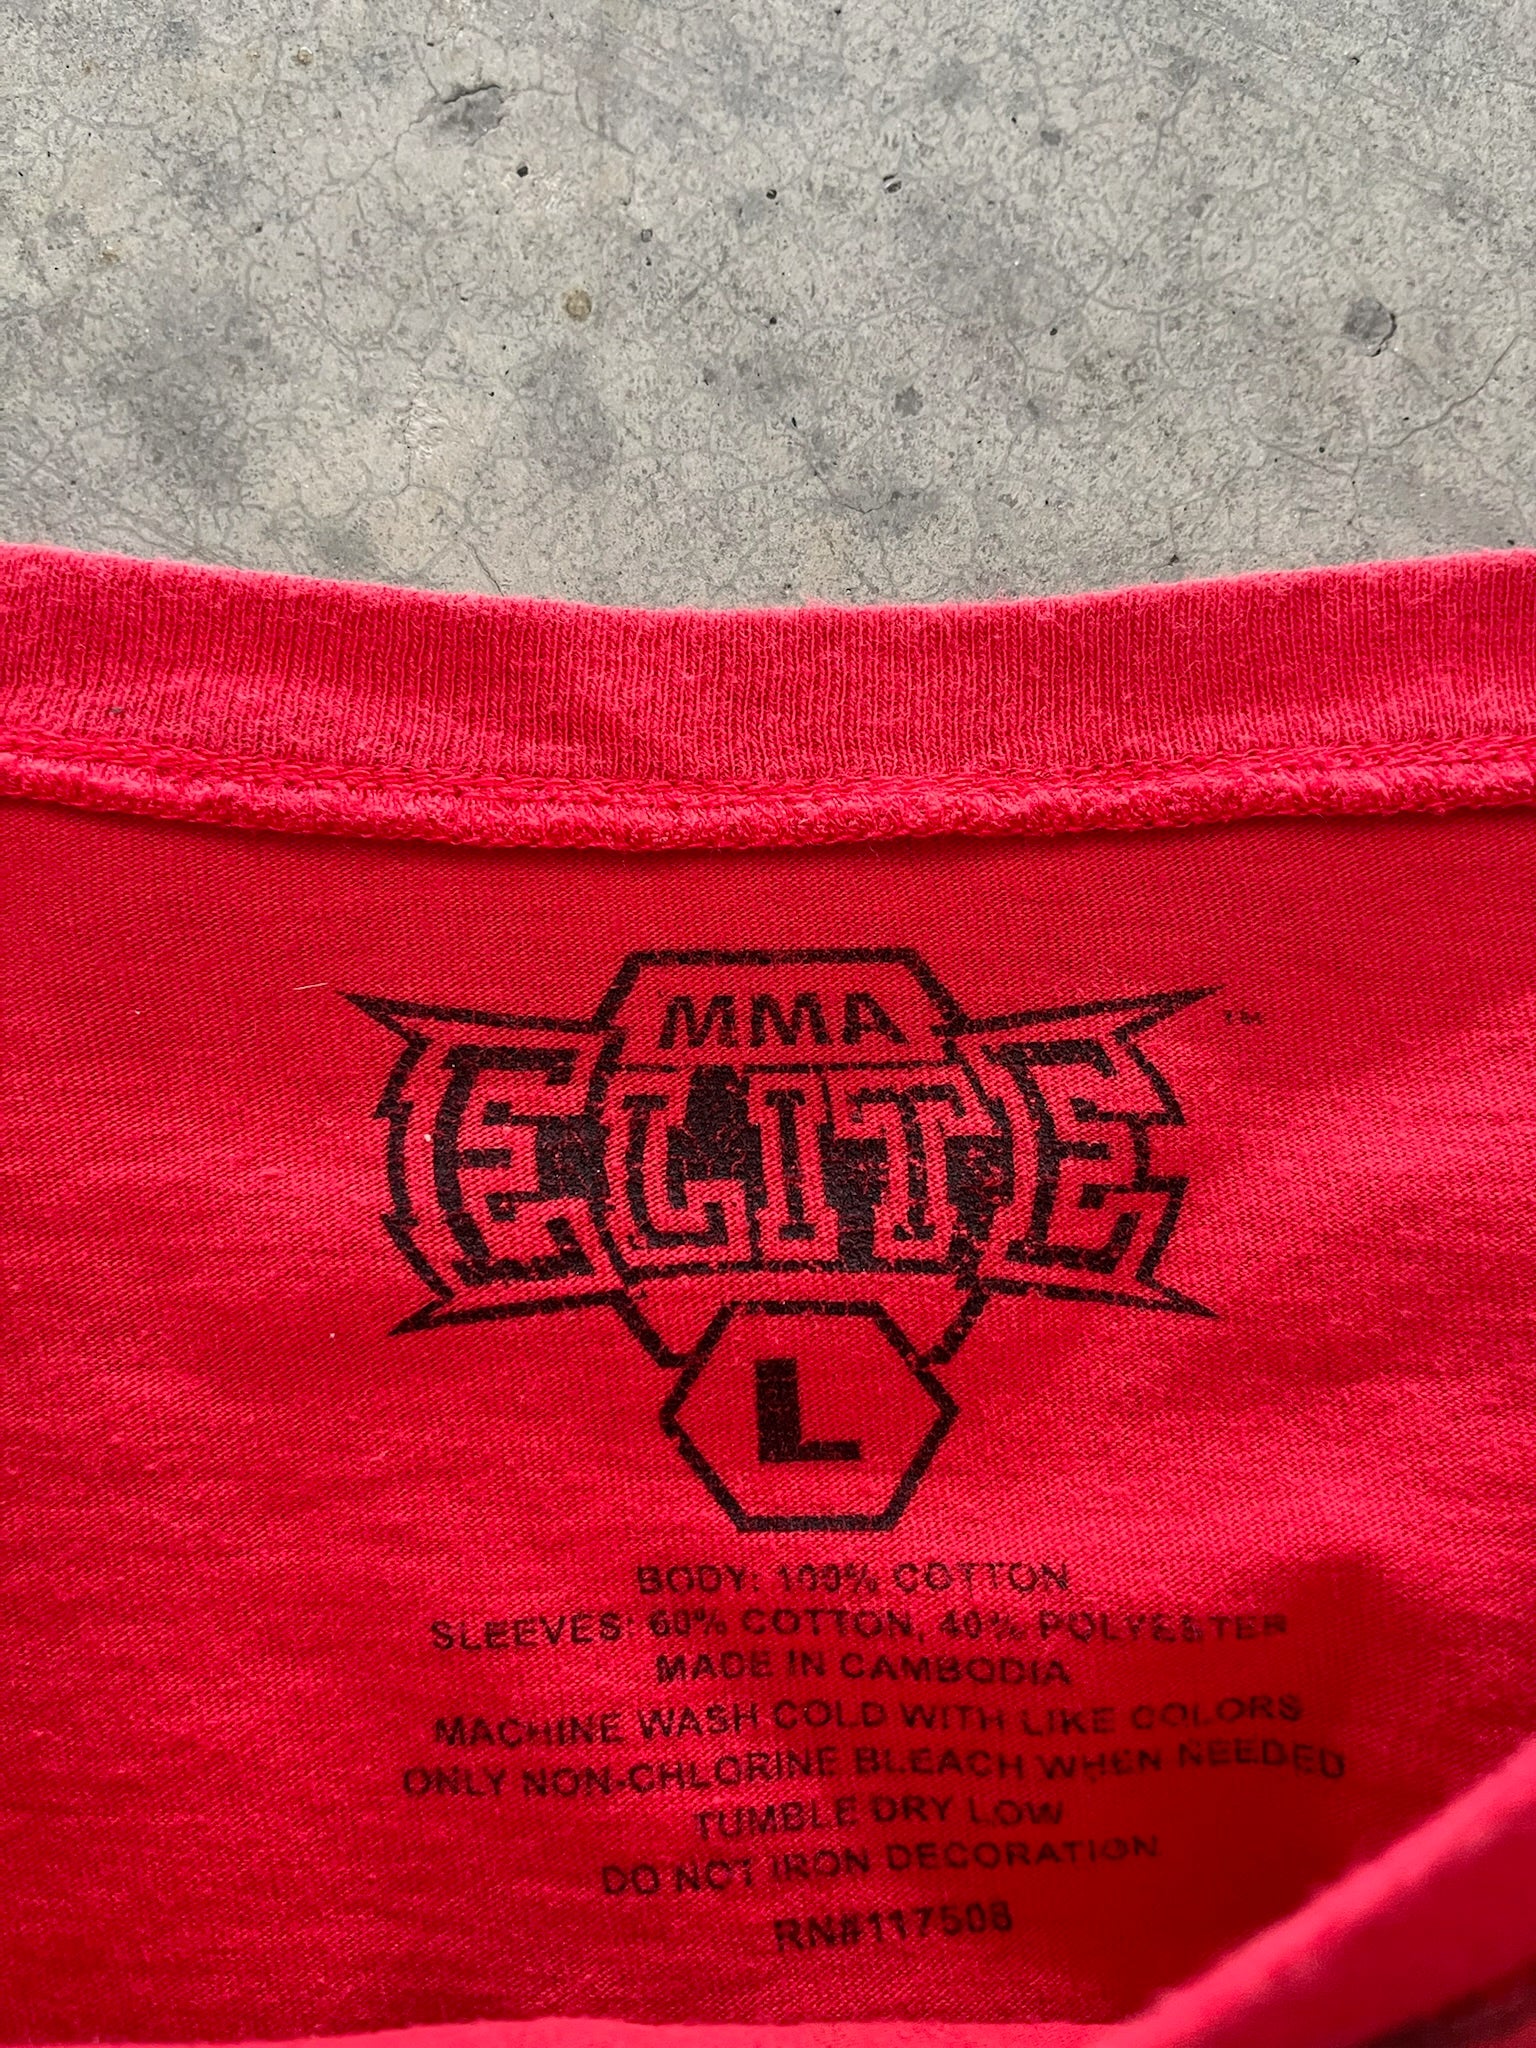 MMA
ELITE
TM
L
BODY: 100% COTTON
SLEEVES: 60% COTTON, 40% POLYESTER
MADE IN CAMBODIA
MACHINE WASH COLD WITH LIKE COLORS
ONLY NON-CHLORINE BLEACH WHEN NEEDED
TUMBLE DRY LOW
DO NOT IRON DECORATION
RN#117508